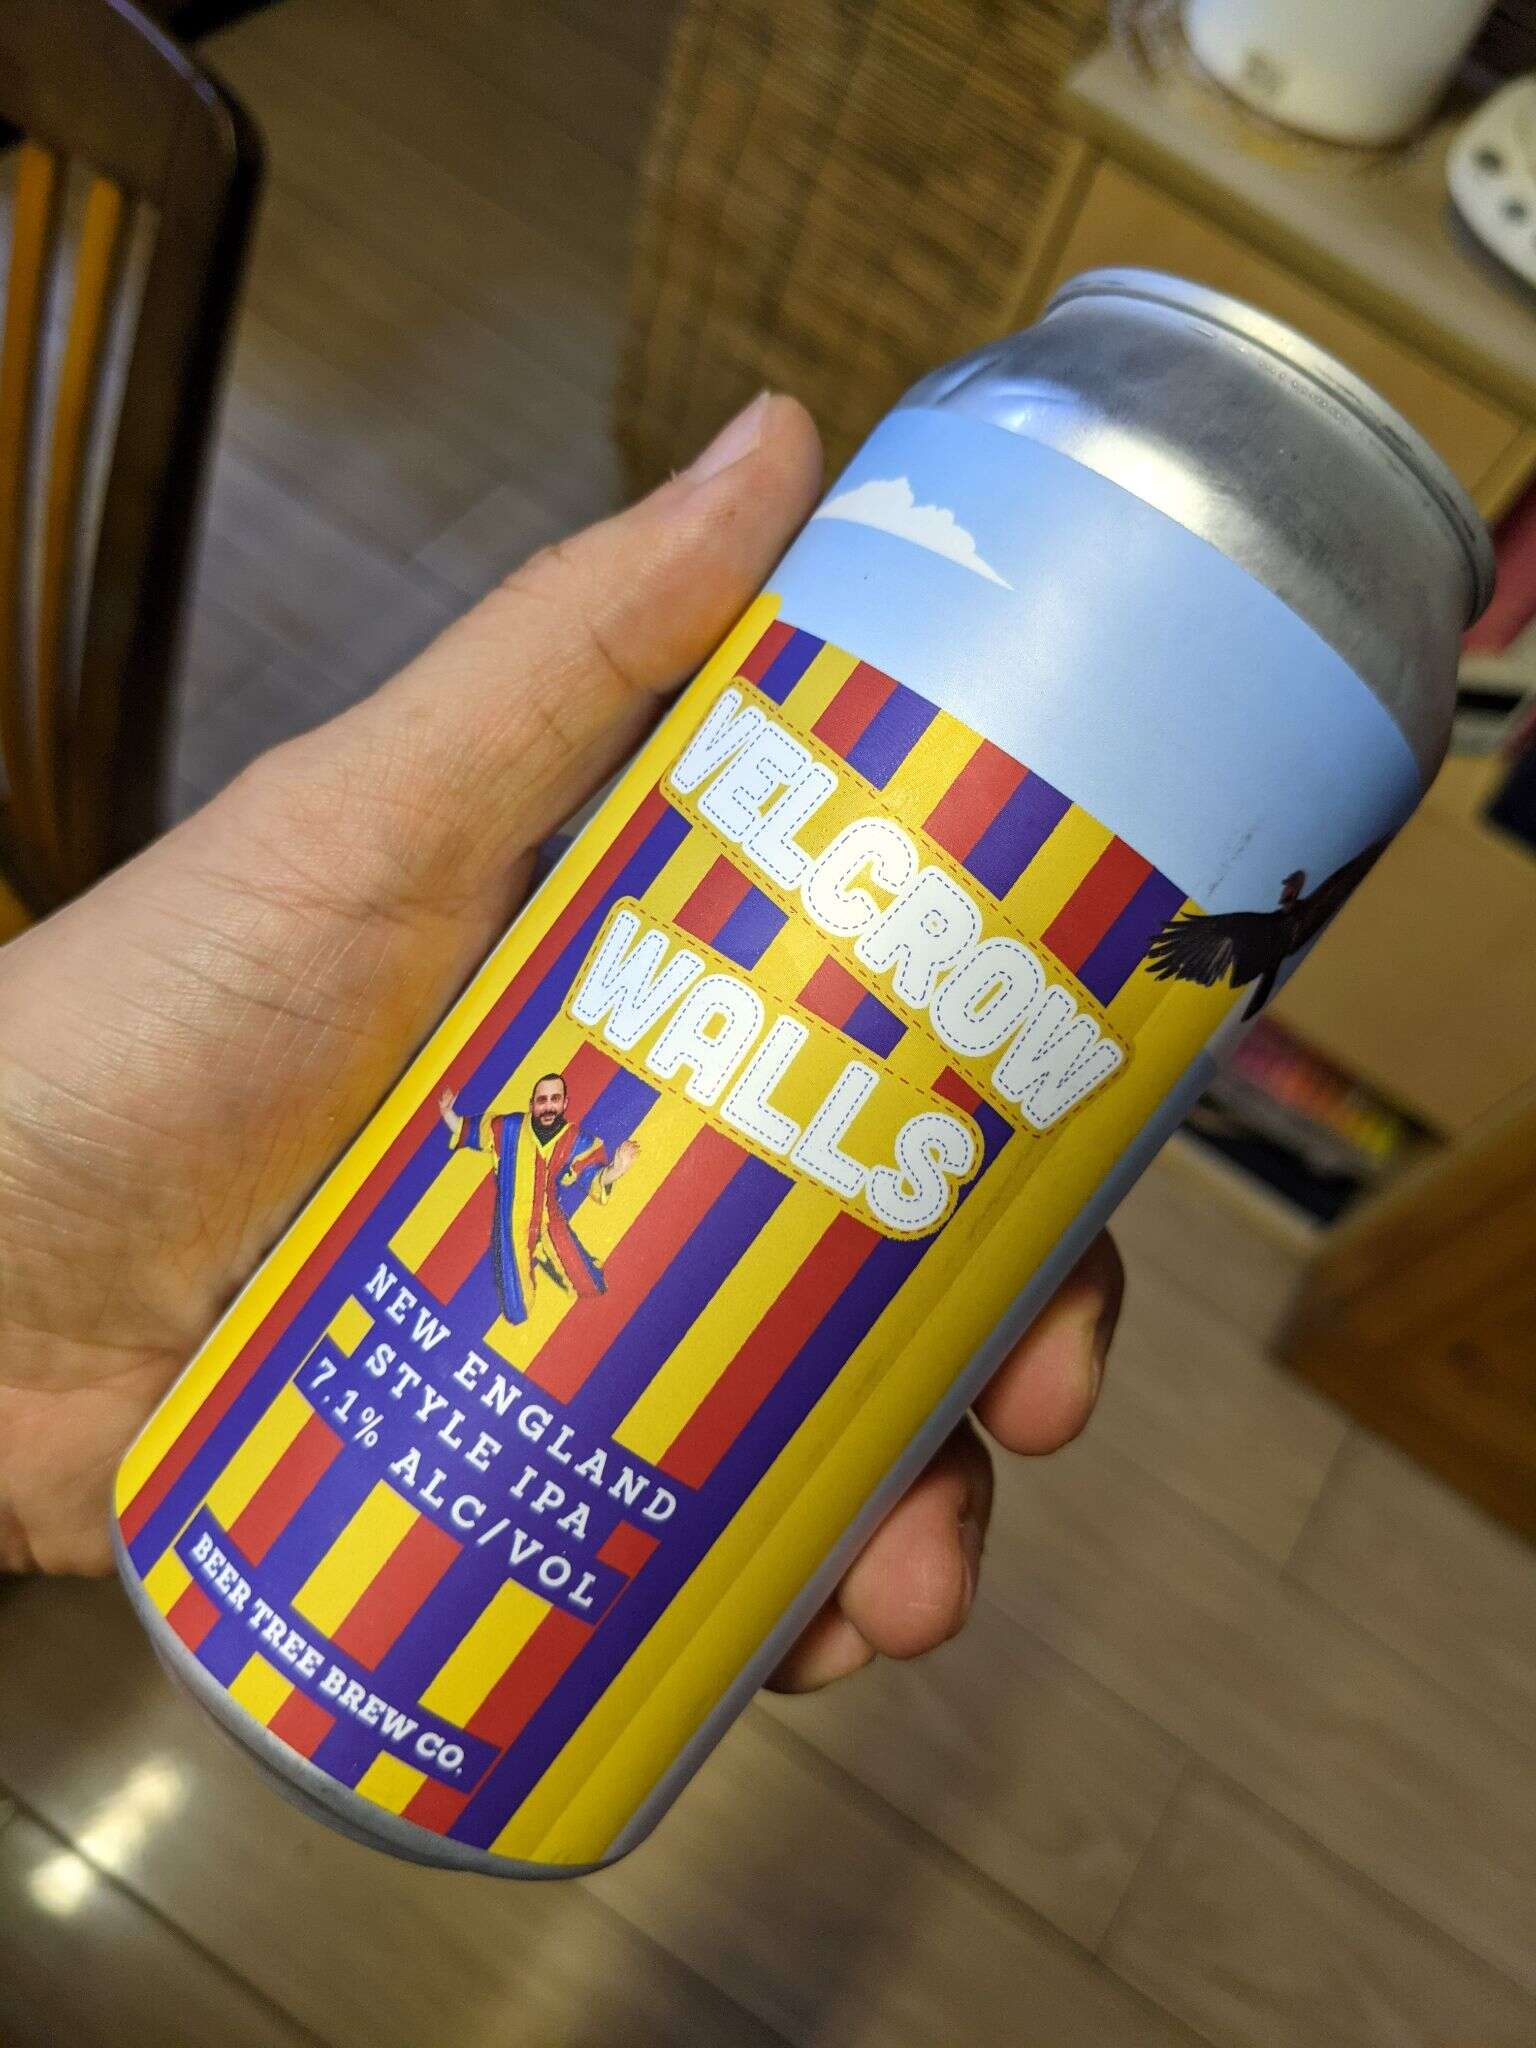 VELCROW
WALLS
NEW ENGLAND
STYLE IPA
7.1% ALC/VOL
BEER TREE BREW CO.